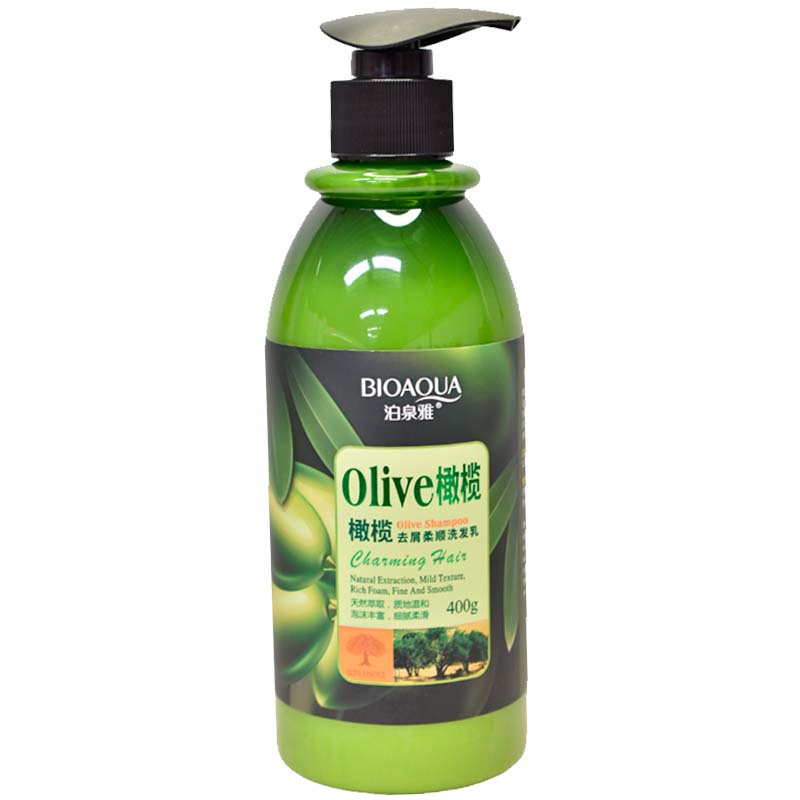 BIOAQUA
泊泉雅®
Olive橄榄
橄榄
Olive Shampoo
去屑柔顺洗发乳
Charming Hair
Natural Extraction, Mild Texture,
Rich Foam, Fine And Smooth
天然萃取，质地温和
泡沫丰富，细腻柔滑
400g